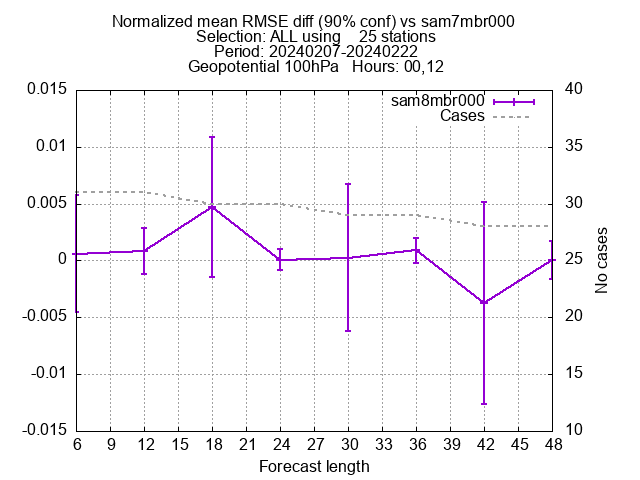 Normalized mean RMSE diff (90% conf) vs sam7mbr000
Selection: ALL using    25 stations
Period: 20240207-20240222
Geopotential 100hPa   Hours: 00,12
sam8mbr000
Cases
0.015
0.01
0.005
0
-0.005
-0.01
-0.015
40
35
30
25
20
15
10
No cases
6 9 12 15 18 21 24 27 30 33 36 39 42 45 48
Forecast length